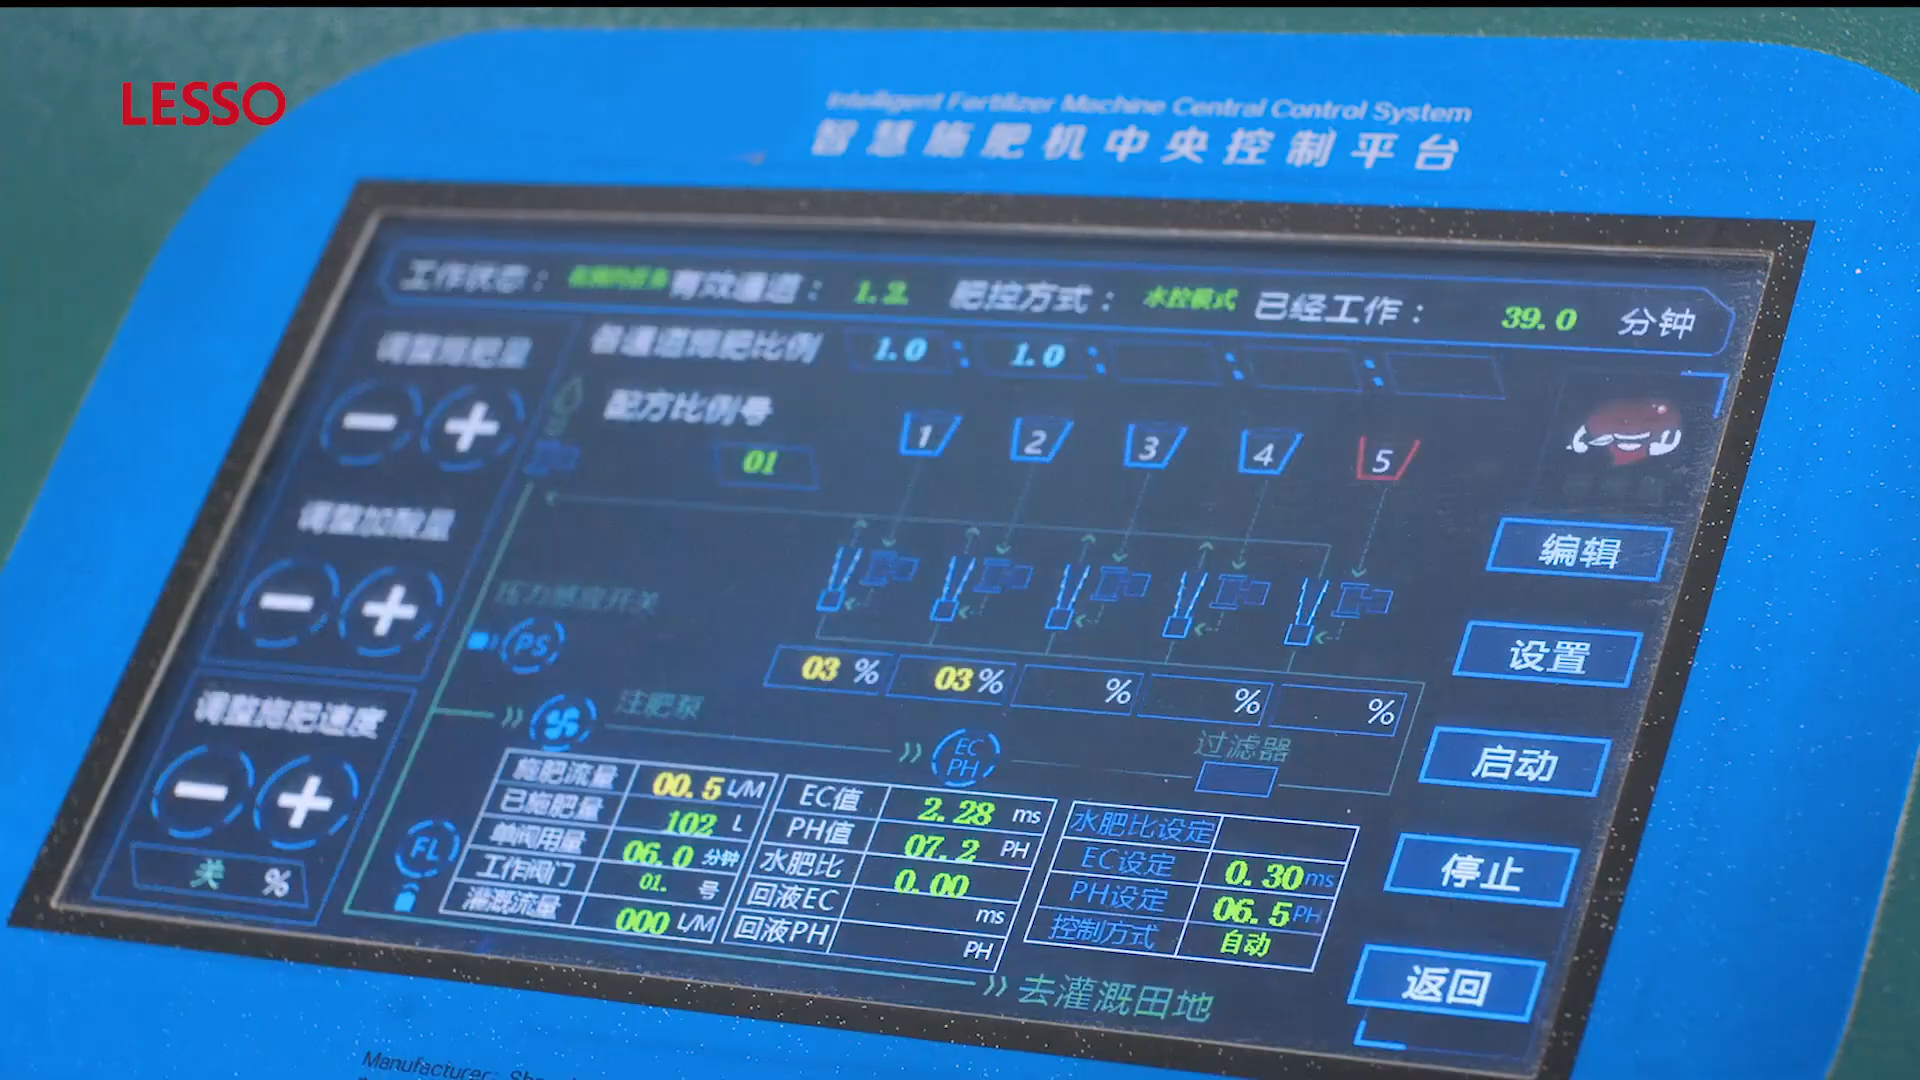 LESSO
Intelligent Fertilizer Machine Central Control System
智慧施肥机中央控制平台
工作状态： 有效通道： 1.2. 肥控方式： 水控模式 已经工作： 39.0 分钟
调整施肥量 各通道施肥比例 1.0 : 1.0 : : :
− +
配方比例号 01
1 2 3 4 5
调整加酸量
− +
压力感应开关
PS
03 % 03 % % % %
调整施肥速度
− +
关 %
注肥泵
EC
PH
过滤器
FL
施肥流量 00.5 L/M
已施肥量 102 L
单阀用量 06.0 分钟
工作阀门 01. 号
灌溉流量 000 L/M
EC值 2.28 ms
PH值 07.2 PH
水肥比 0.00
回液EC ms
回液PH PH
水肥比设定
EC设定 0.30 ms
PH设定 06.5 PH
控制方式 自动
去灌溉田地
编辑
设置
启动
停止
返回
Manufacturer: